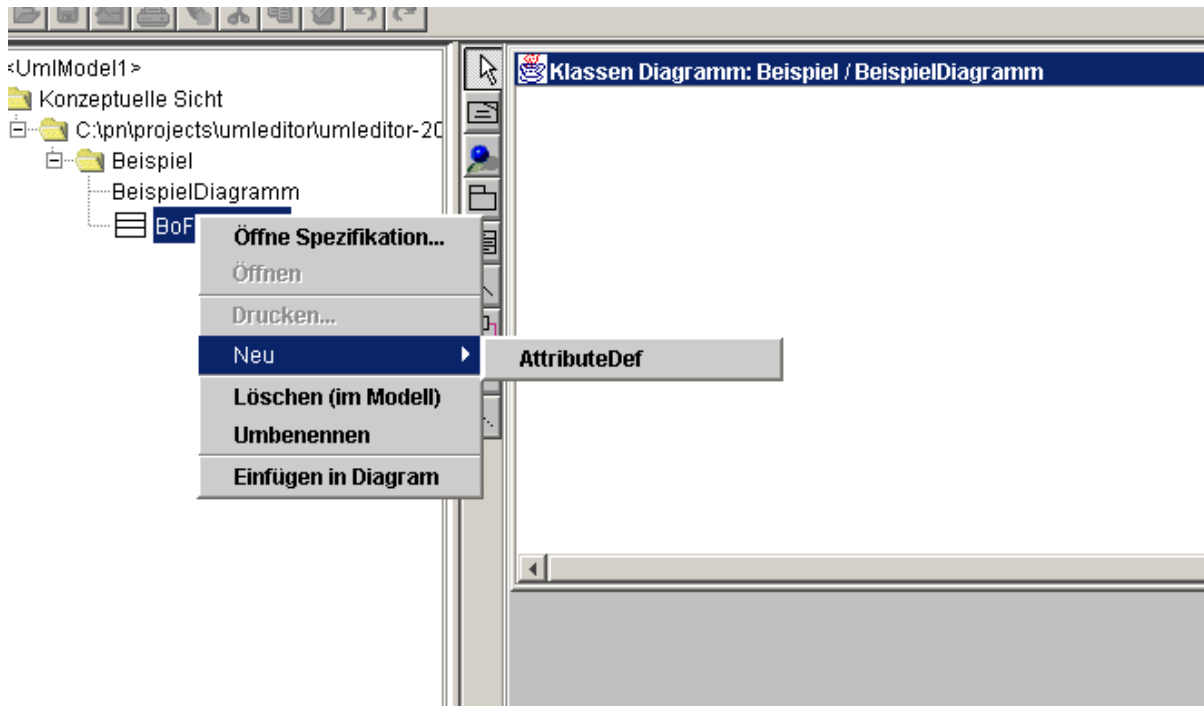 <UmlModel1>
Klassen Diagramm: Beispiel / BeispielDiagramm
Konzeptuelle Sicht
C:\pn\projects\umleditor\umleditor-20
Beispiel
BeispielDiagramm
BoF
Öffne Spezifikation...
Öffnen
Drucken...
Neu
AttributeDef
Löschen (im Modell)
Umbenennen
Einfügen in Diagram